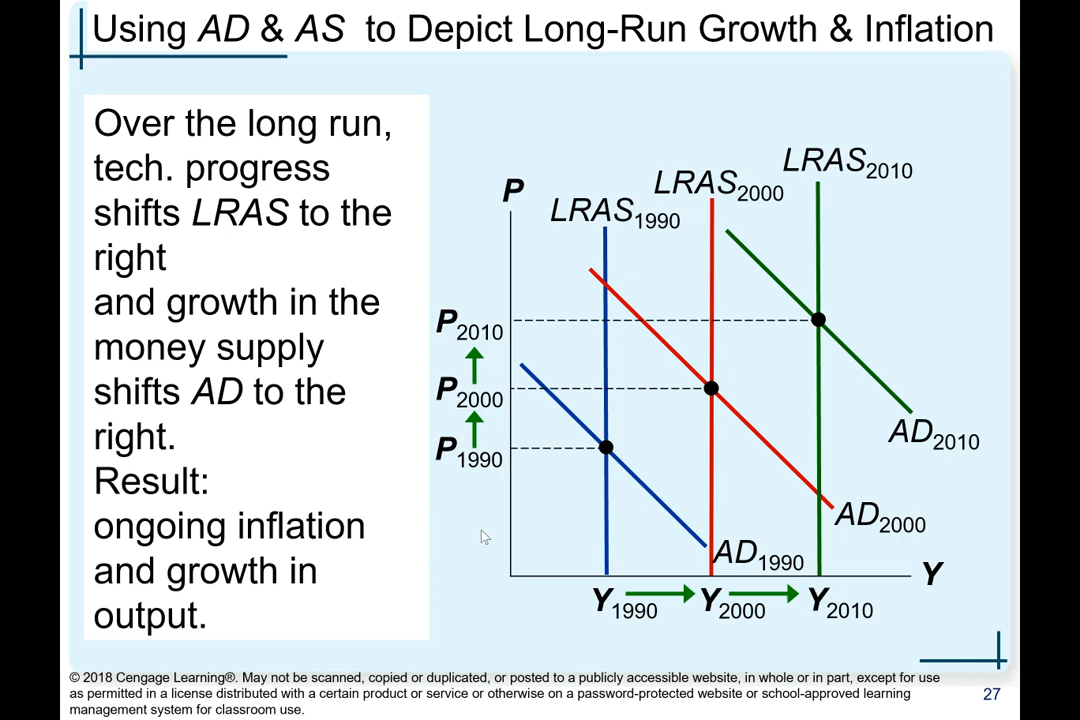 Using AD & AS to Depict Long-Run Growth & Inflation
Over the long run,
tech. progress
shifts LRAS to the
right
and growth in the
money supply
shifts AD to the
right.
Result:
ongoing inflation
and growth in
output.
P
LRAS1990
LRAS2000
LRAS2010
P2010
P2000
P1990
AD2010
AD2000
AD1990
Y
Y1990
Y2000
Y2010
© 2018 Cengage Learning®. May not be scanned, copied or duplicated, or posted to a publicly accessible website, in whole or in part, except for use
as permitted in a license distributed with a certain product or service or otherwise on a password-protected website or school-approved learning
management system for classroom use.
27